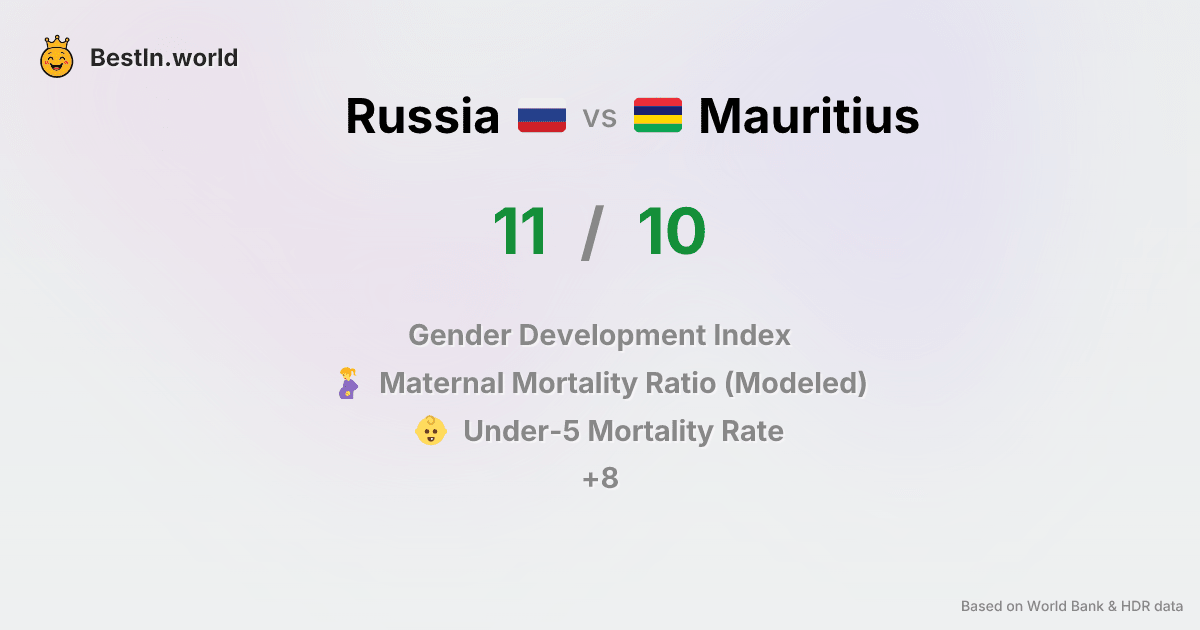 BestIn.world
Russia vs Mauritius
11 / 10
Gender Development Index
Maternal Mortality Ratio (Modeled)
Under-5 Mortality Rate
+8
Based on World Bank & HDR data